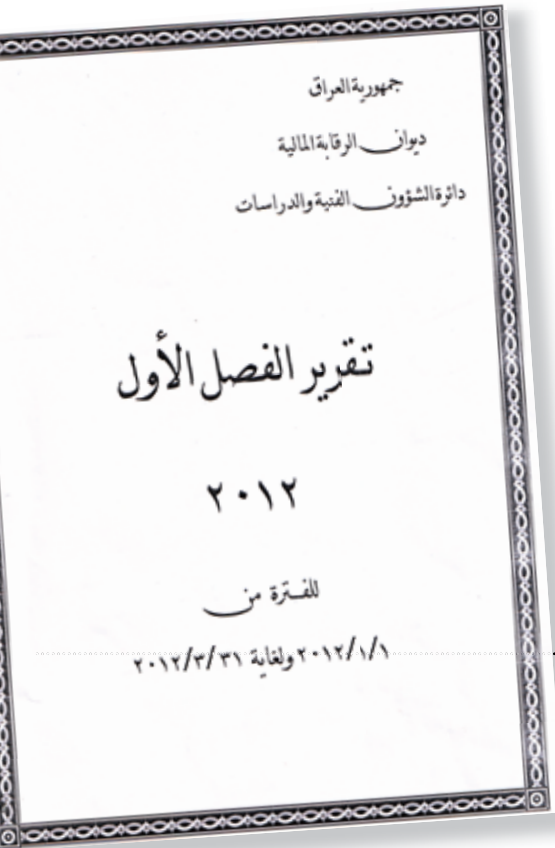 جمهورية العراق
ديوان الرقابة المالية
دائرة الشؤون الفنية والدراسات
تقرير الفصل الأول
٢٠١٢
للفترة من
٢٠١٢/١/١ ولغاية ٢٠١٢/٣/٣١